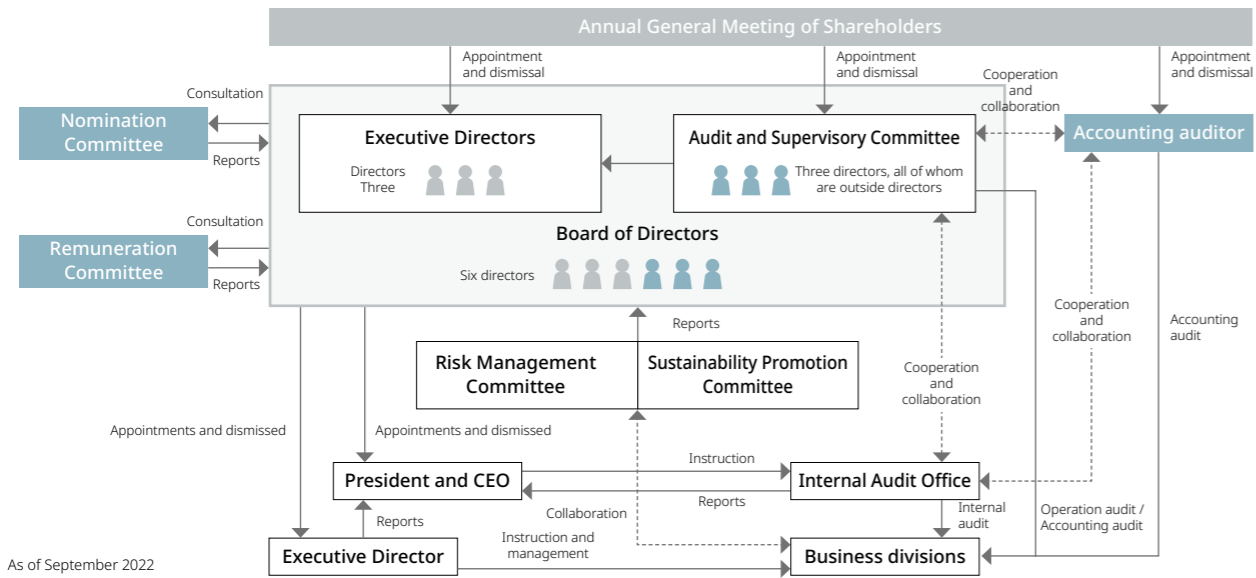 Annual General Meeting of Shareholders
Appointment
and dismissal
Appointment
and dismissal
Appointment
and dismissal
Cooperation
and
collaboration
Consultation
Nomination
Committee
Reports
Executive Directors
Directors
Three
Audit and Supervisory Committee
Three directors, all of whom
are outside directors
Accounting auditor
Consultation
Remuneration
Committee
Reports
Board of Directors
Six directors
Reports
Risk Management
Committee
Sustainability Promotion
Committee
Cooperation
and
collaboration
Cooperation
and
collaboration
Accounting
audit
Appointments and dismissed
Appointments and dismissed
President and CEO
Instruction
Reports
Internal Audit Office
Reports
Collaboration
Internal
audit
Operation audit /
Accounting audit
Executive Director
Instruction and
management
Business divisions
As of September 2022